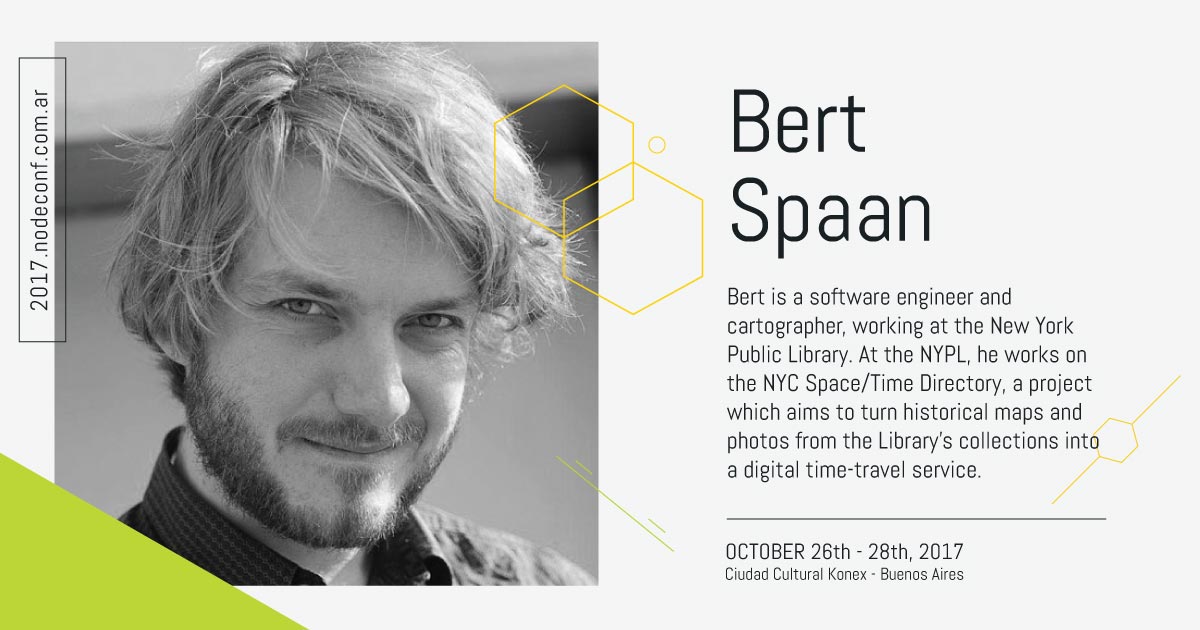 2017.nodeconf.com.ar
Bert
Spaan
Bert is a software engineer and
cartographer, working at the New York
Public Library. At the NYPL, he works on
the NYC Space/Time Directory, a project
which aims to turn historical maps and
photos from the Library's collections into
a digital time-travel service.
OCTOBER 26th - 28th, 2017
Ciudad Cultural Konex - Buenos Aires